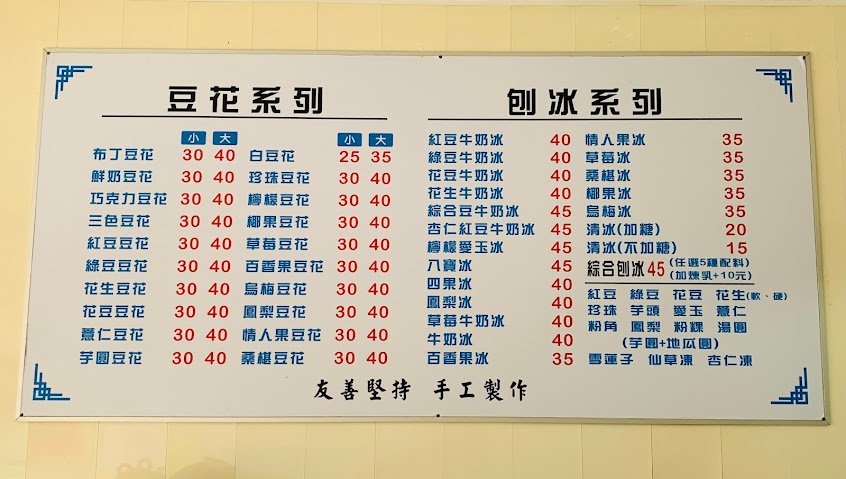 豆花系列
小 大
布丁豆花 30 40
鮮奶豆花 30 40
巧克力豆花 30 40
三色豆花 30 40
紅豆豆花 30 40
綠豆豆花 30 40
花生豆花 30 40
花豆豆花 30 40
薏仁豆花 30 40
芋圓豆花 30 40
小 大
白豆花 25 35
珍珠豆花 30 40
檸檬豆花 30 40
椰果豆花 30 40
草莓豆花 30 40
百香果豆花 30 40
烏梅豆花 30 40
鳳梨豆花 30 40
情人果豆花 30 40
桑椹豆花 30 40
刨冰系列
紅豆牛奶冰 40
綠豆牛奶冰 40
花豆牛奶冰 40
花生牛奶冰 40
綜合豆牛奶冰 45
杏仁紅豆牛奶冰 45
檸檬愛玉冰 45
八寶冰 45
四果冰 40
鳳梨冰 40
草莓牛奶冰 40
牛奶冰 40
百香果冰 35
情人果冰 35
草莓冰 35
桑椹冰 35
椰果冰 35
烏梅冰 35
清冰(加糖) 20
清冰(不加糖) 15
綜合刨冰45 (任選5種配料)
(加煉乳+10元)
紅豆 綠豆 花豆 花生(軟、硬)
珍珠 芋頭 愛玉 薏仁
粉角 鳳梨 粉粿 湯圓
(芋圓+地瓜圓)
雪蓮子 仙草凍 杏仁凍
友善堅持 手工製作